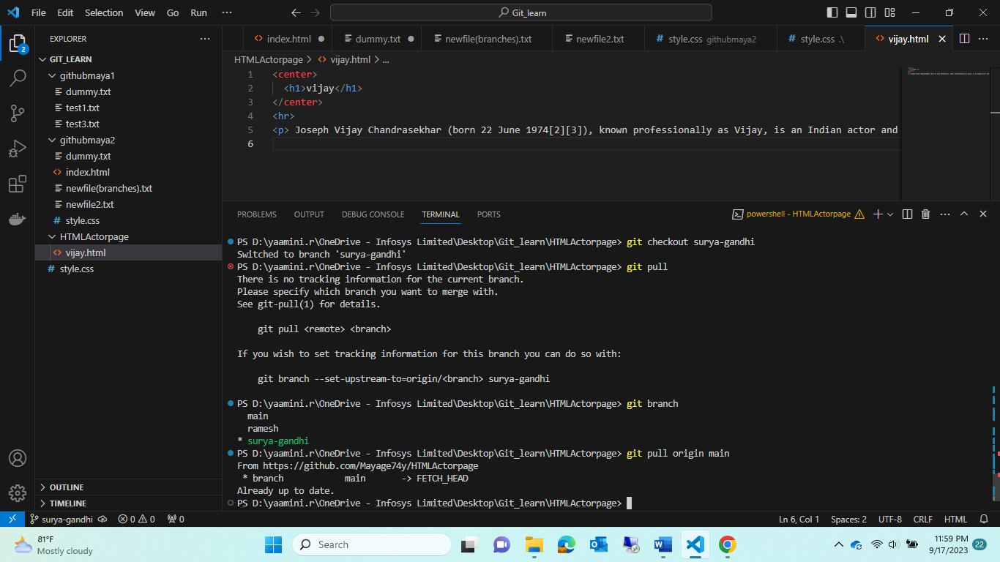 File Edit Selection View Go Run ··· Git_learn
EXPLORER ···
2
GIT_LEARN
githubmaya1
dummy.txt
test1.txt
test3.txt
githubmaya2
dummy.txt
index.html
newfile(branches).txt
newfile2.txt
style.css
HTMLActorpage
vijay.html
style.css
OUTLINE
TIMELINE
index.html dummy.txt newfile(branches).txt newfile2.txt style.css githubmaya2 style.css .\ vijay.html ···
HTMLActorpage > vijay.html > ...
1 <center>
2 <h1>vijay</h1>
3 </center>
4 <hr>
5 <p> Joseph Vijay Chandrasekhar (born 22 June 1974[2][3]), known professionally as Vijay, is an Indian actor and
6
PROBLEMS OUTPUT DEBUG CONSOLE TERMINAL PORTS powershell - HTMLActorpage ···
PS D:\yaamini.r\OneDrive - Infosys Limited\Desktop\Git_learn\HTMLActorpage> git checkout surya-gandhi
Switched to branch 'surya-gandhi'
PS D:\yaamini.r\OneDrive - Infosys Limited\Desktop\Git_learn\HTMLActorpage> git pull
There is no tracking information for the current branch.
Please specify which branch you want to merge with.
See git-pull(1) for details.
git pull <remote> <branch>
If you wish to set tracking information for this branch you can do so with:
git branch --set-upstream-to=origin/<branch> surya-gandhi
PS D:\yaamini.r\OneDrive - Infosys Limited\Desktop\Git_learn\HTMLActorpage> git branch
main
ramesh
* surya-gandhi
PS D:\yaamini.r\OneDrive - Infosys Limited\Desktop\Git_learn\HTMLActorpage> git pull origin main
From https://github.com/Mayage74y/HTMLActorpage
* branch main -> FETCH_HEAD
Already up to date.
PS D:\yaamini.r\OneDrive - Infosys Limited\Desktop\Git_learn\HTMLActorpage>
surya-gandhi 0 0 0 Ln 6, Col 1 Spaces: 2 UTF-8 CRLF HTML
81°F
Mostly cloudy
Search
11:59 PM
9/17/2023
22